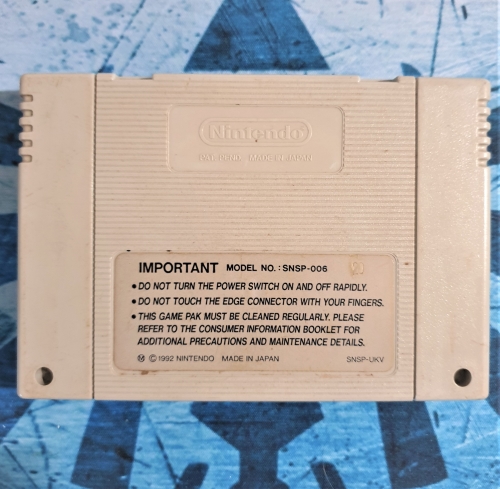 Nintendo
PAT. PEND. MADE IN JAPAN
IMPORTANT MODEL NO.: SNSP-006
• DO NOT TURN THE POWER SWITCH ON AND OFF RAPIDLY.
• DO NOT TOUCH THE EDGE CONNECTOR WITH YOUR FINGERS.
• THIS GAME PAK MUST BE CLEANED REGULARLY. PLEASE
REFER TO THE CONSUMER INFORMATION BOOKLET FOR
ADDITIONAL PRECAUTIONS AND MAINTENANCE DETAILS.
Ⓜ ©1992 NINTENDO MADE IN JAPAN SNSP-UKV